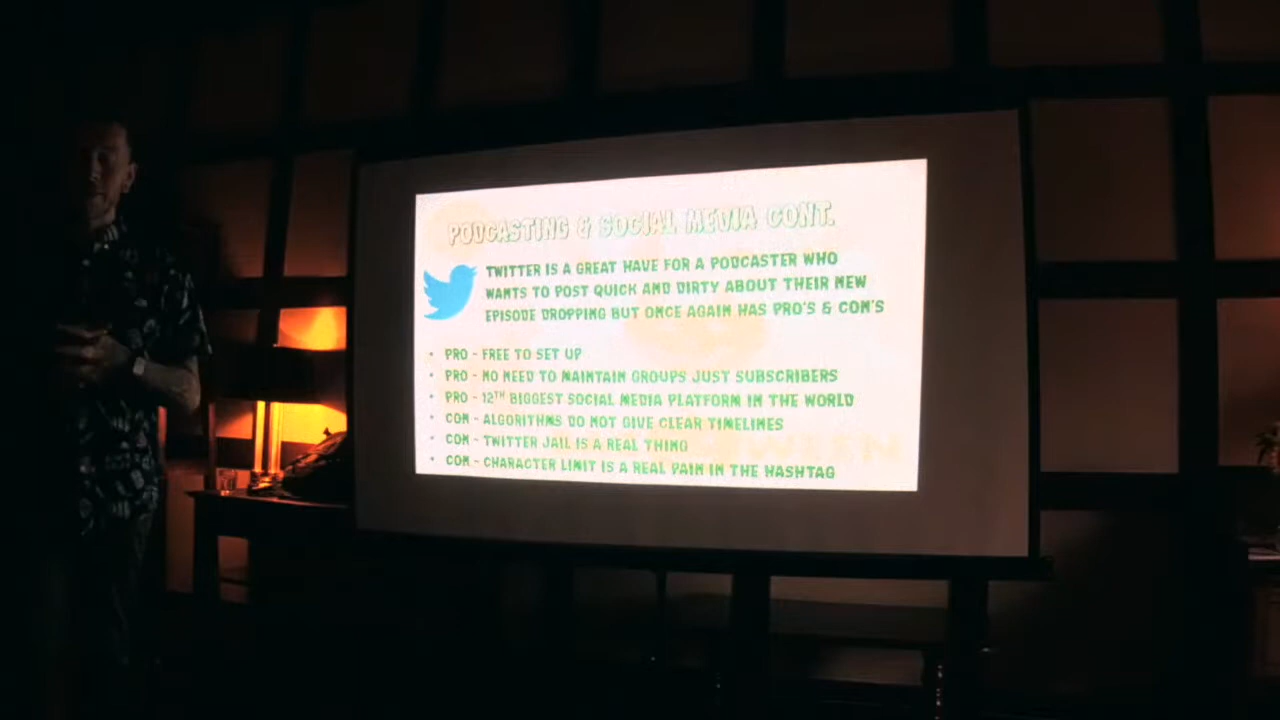 PODCASTING & SOCIAL MEDIA CONT.
TWITTER IS A GREAT HAVE FOR A PODCASTER WHO
WANTS TO POST QUICK AND DIRTY ABOUT THEIR NEW
EPISODE DROPPING BUT ONCE AGAIN HAS PRO'S & CON'S
• PRO - FREE TO SET UP
• PRO - NO NEED TO MAINTAIN GROUPS JUST SUBSCRIBERS
• PRO - 12TH BIGGEST SOCIAL MEDIA PLATFORM IN THE WORLD
• CON - ALGORITHMS DO NOT GIVE CLEAR TIMELINES
• CON - TWITTER JAIL IS A REAL THING
• CON - CHARACTER LIMIT IS A REAL PAIN IN THE HASHTAG